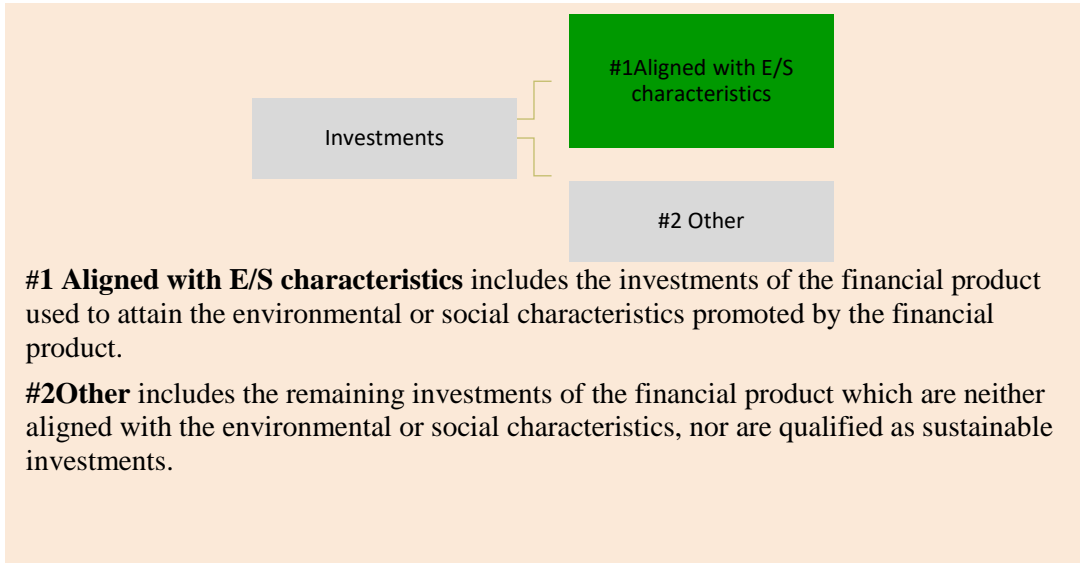 #1Aligned with E/S
characteristics
Investments
#2 Other
#1 Aligned with E/S characteristics includes the investments of the financial product
used to attain the environmental or social characteristics promoted by the financial
product.
#2Other includes the remaining investments of the financial product which are neither
aligned with the environmental or social characteristics, nor are qualified as sustainable
investments.